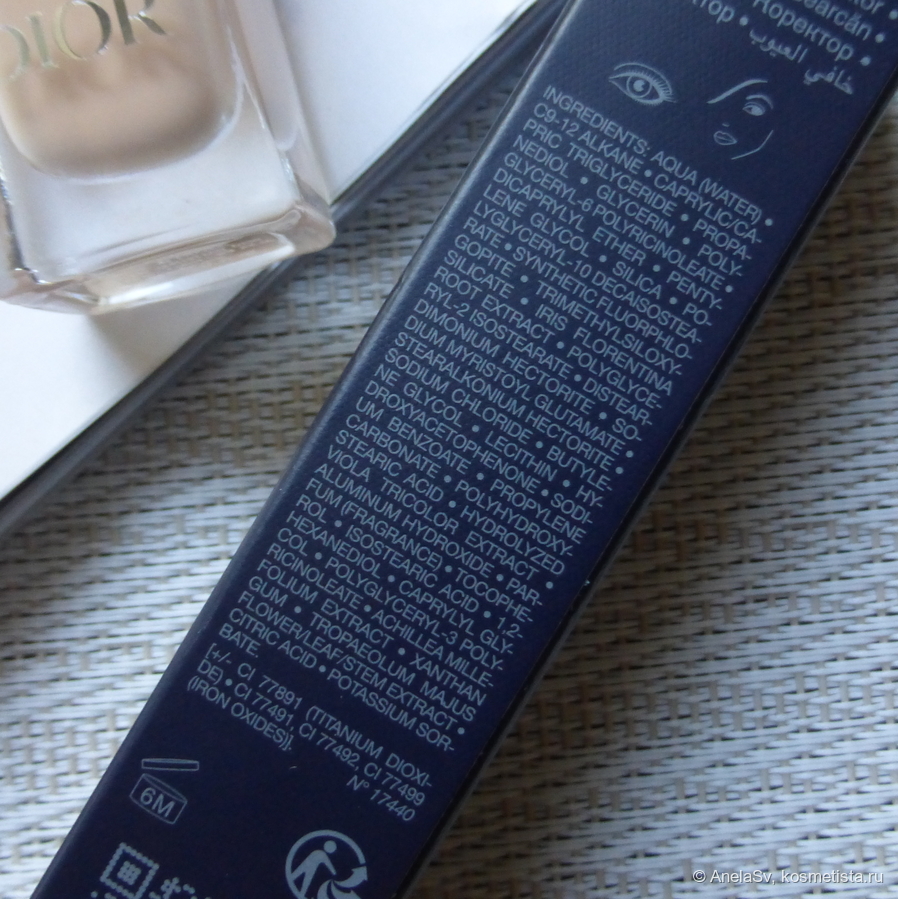 DIOR
Коректор •
خافي العيوب
INGREDIENTS: AQUA (WATER) •
C9-12 ALKANE • CAPRYLIC/CA-
PRIC TRIGLYCERIDE • PROPA-
NEDIOL • GLYCERIN • POLY-
GLYCERYL-6 POLYRICINOLEATE •
DICAPRYLYL ETHER • PENTY-
LENE GLYCOL • SILICA • PO-
LYGLYCERYL-10 DECAISOSTEA-
RATE • SYNTHETIC FLUORPHLO-
GOPITE • TRIMETHYLSILOXY-
SILICATE • IRIS FLORENTINA
ROOT EXTRACT • POLYGLYCE-
RYL-2 ISOSTEARATE • DISTEAR-
DIMONIUM HECTORITE • SO-
DIUM MYRISTOYL GLUTAMATE •
STEARALKONIUM HECTORITE •
SODIUM CHLORIDE • BUTYLE-
NE GLYCOL • LECITHIN • HY-
DROXYACETOPHENONE • SODI-
UM BENZOATE • PROPYLENE
CARBONATE • POLYHYDROXY-
STEARIC ACID • HYDROLYZED
VIOLA TRICOLOR EXTRACT •
ALUMINUM HYDROXIDE • PAR-
FUM (FRAGRANCE) • TOCOPHE-
ROL • ISOSTEARIC ACID • 1,2-
HEXANEDIOL • CAPRYLYL GLY-
COL • POLYGLYCERYL-3 POLY-
RICINOLEATE • ACHILLEA MILLE-
FOLIUM EXTRACT • XANTHAN
GUM • TROPAEOLUM MAJUS
FLOWER/LEAF/STEM EXTRACT •
CITRIC ACID • POTASSIUM SOR-
BATE.
[+/- CI 77891 (TITANIUM DIOXI-
DE) • CI 77491, CI 77492, CI 77499
(IRON OXIDES)].
N° 17440
6M
© AnelaSv, kosmetista.ru